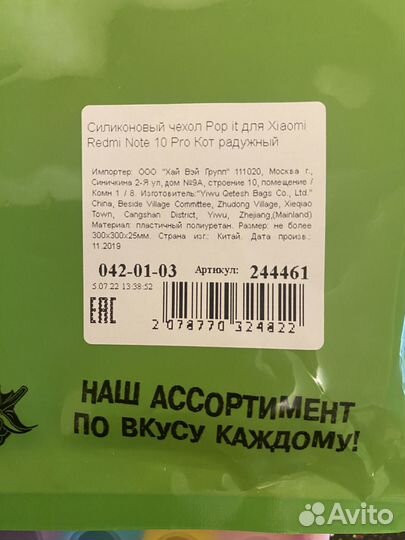 Силиконовый чехол Pop it для Xiaomi
Redmi Note 10 Pro Кот радужный
Импортер: ООО "Хай Вэй Групп" 111020, Москва г.,
Синичкина 2-Я ул, дом №9А, строение 10, помещение /
Комн 1 / 8. Изготовитель:"Yiwu Qetesh Bags Co., Ltd."
China, Beside Village Committee, Zhudong Village, Xieqiao
Town, Cangshan District, Yiwu, Zhejiang,(Mainland)
Материал: пластичный полиуретан. Размер: не более
300х300х25мм. Страна изг.: Китай. Дата произв.:
11.2019
042-01-03 Артикул: 244461
5.07.22 13:38:52
EAC
2 078770 324822
НАШ АССОРТИМЕНТ
ПО ВКУСУ КАЖДОМУ!
Avito